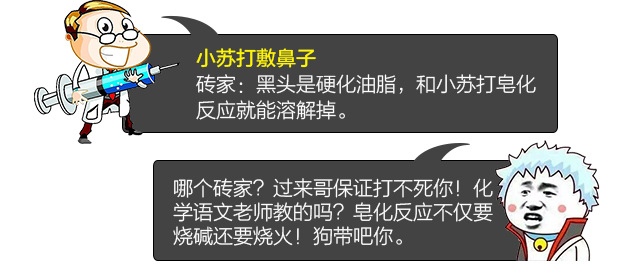 小苏打敷鼻子
砖家：黑头是硬化油脂，和小苏打皂化
反应就能溶解掉。
哪个砖家？过来哥保证打不死你！化
学语文老师教的吗？皂化反应不仅要
烧碱还要烧火！狗带吧你。